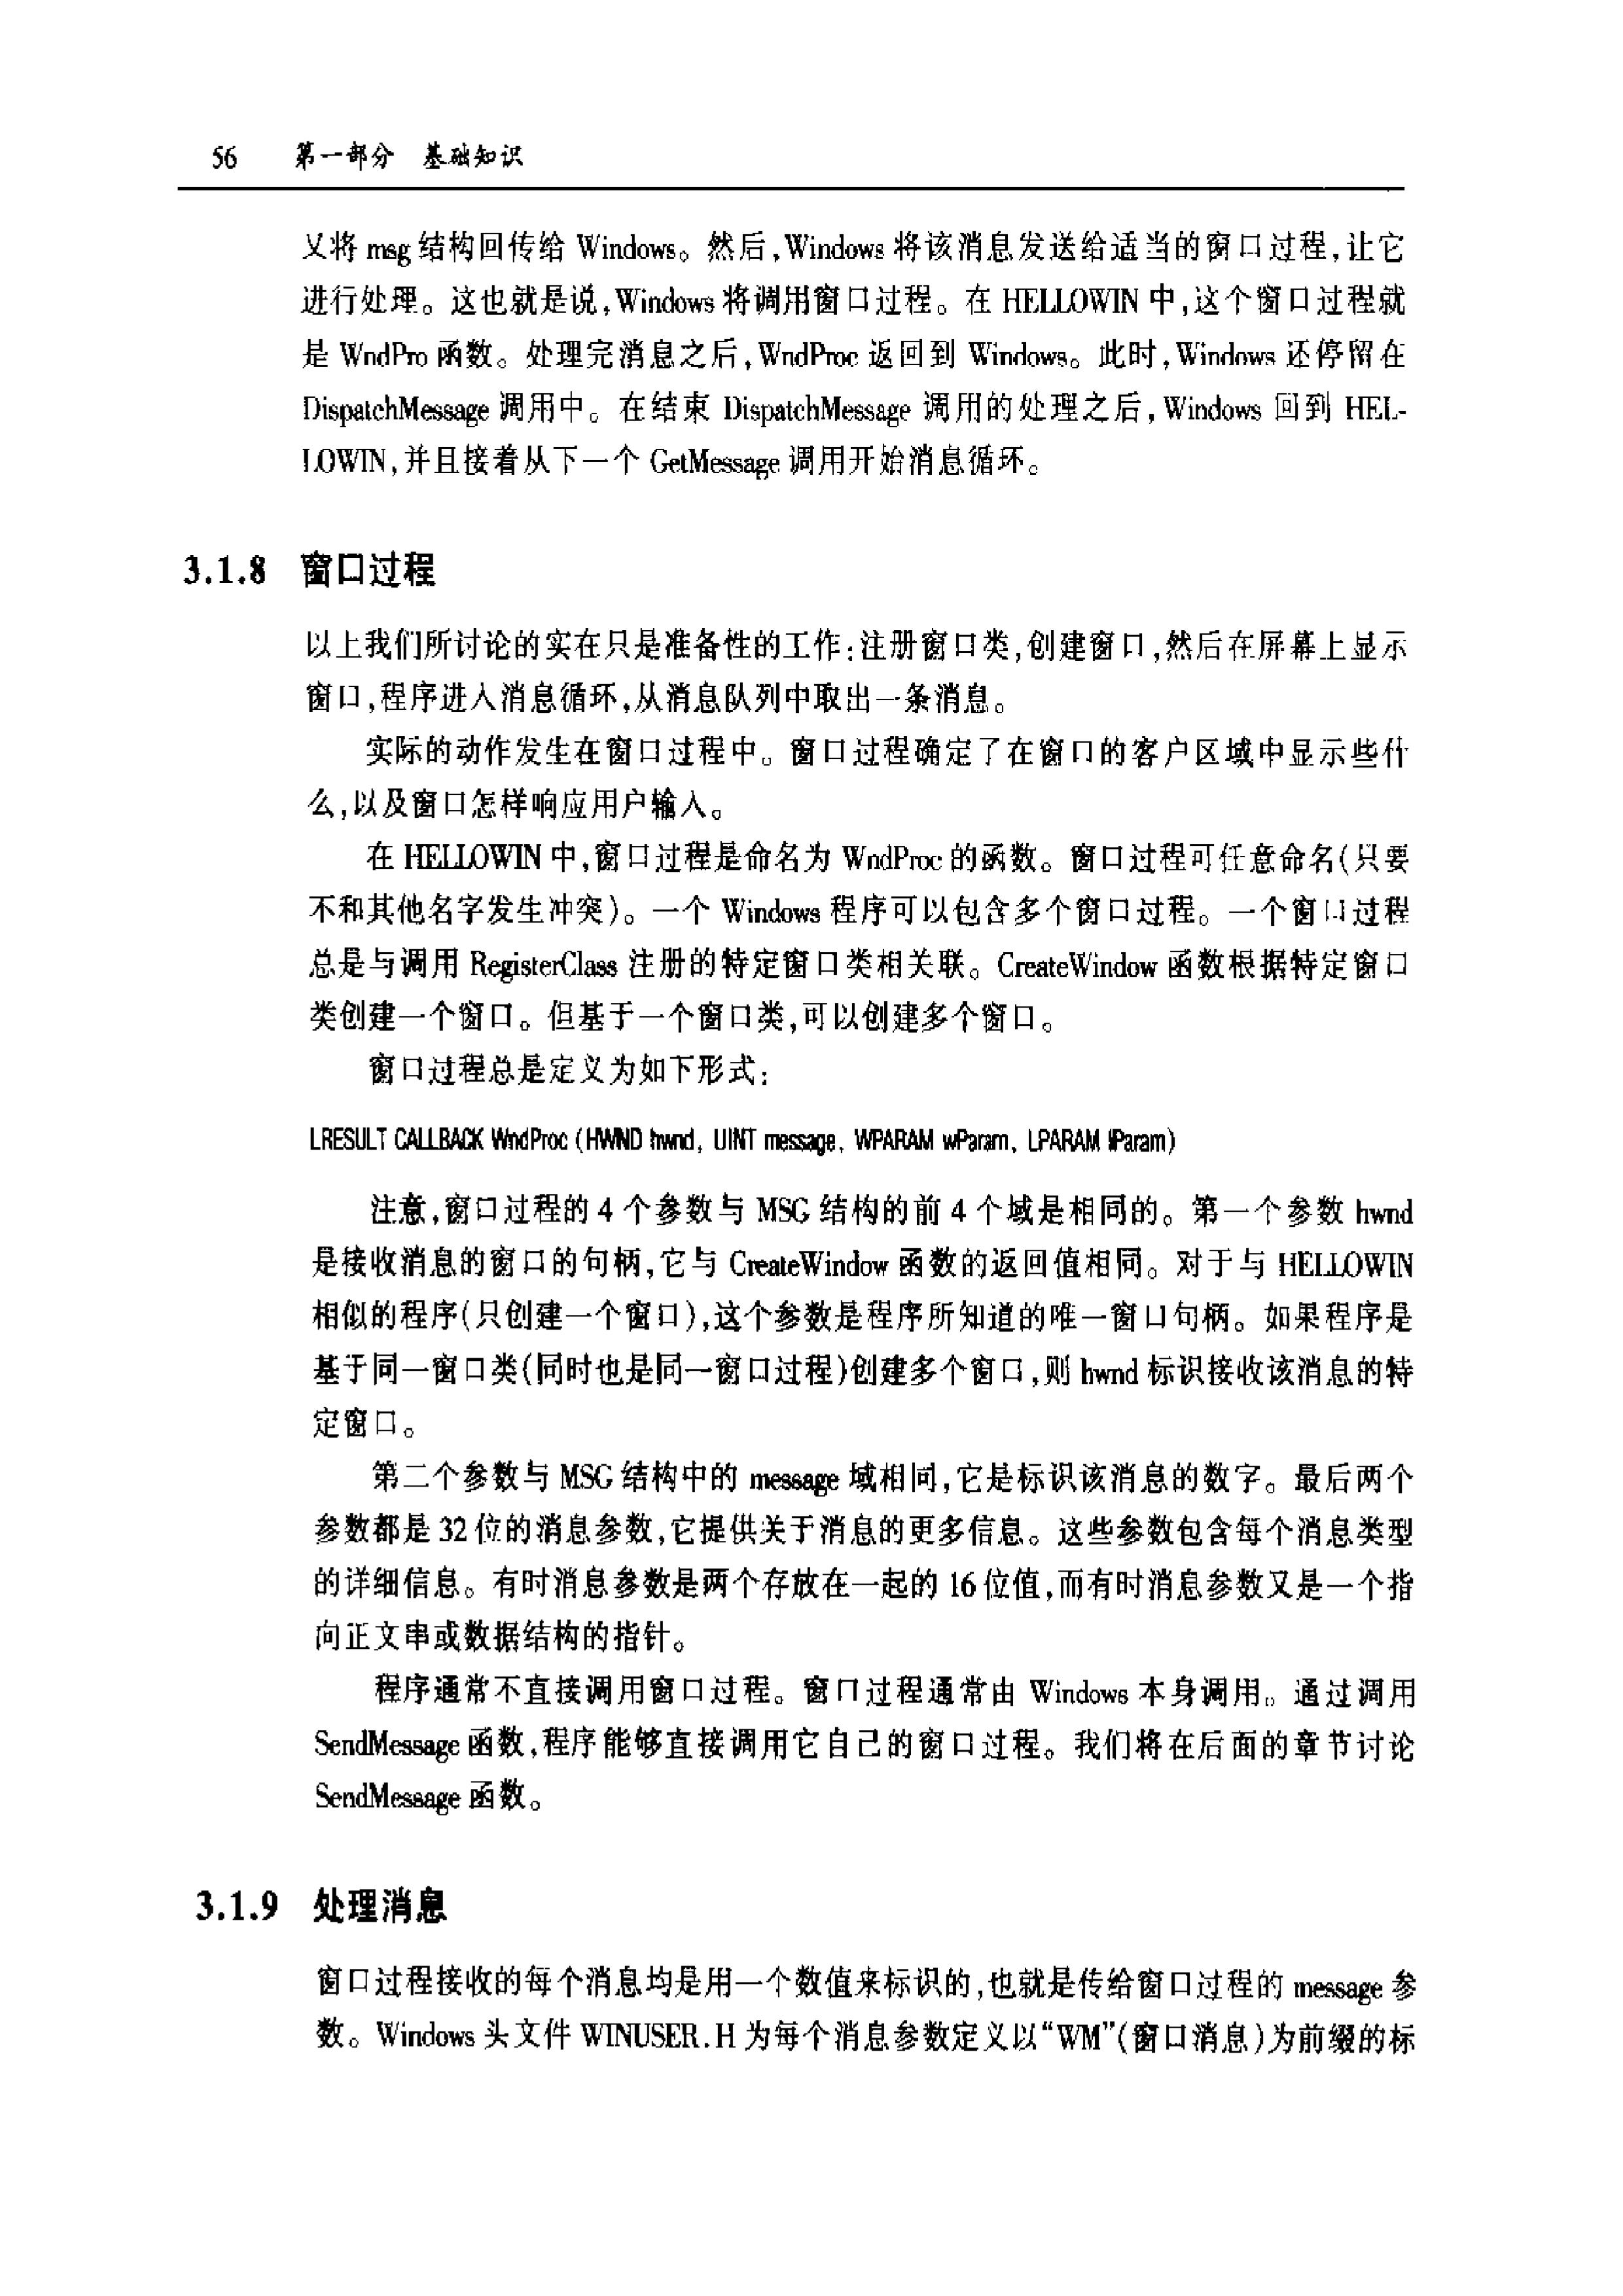 56 第一部分 基础知识
又将 msg 结构回传给 Windows。然后,Windows 将该消息发送给适当的窗口过程,让它
进行处理。这也就是说,Windows 将调用窗口过程。在 HELLOWIN 中,这个窗口过程就
是 WndPro 函数。处理完消息之后,WndProc 返回到 Windows。此时,Windows 还停留在
DispatchMessage 调用中。在结束 DispatchMessage 调用的处理之后,Windows 回到 HEL-
LOWIN,并且接着从下一个 GetMessage 调用开始消息循环。
3.1.8 窗口过程
以上我们所讨论的实在只是准备性的工作:注册窗口类,创建窗口,然后在屏幕上显示
窗口,程序进入消息循环,从消息队列中取出一条消息。
实际的动作发生在窗口过程中。窗口过程确定了在窗口的客户区域中显示些什
么,以及窗口怎样响应用户输入。
在 HELLOWIN 中,窗口过程是命名为 WndProc 的函数。窗口过程可任意命名(只要
不和其他名字发生冲突)。一个 Windows 程序可以包含多个窗口过程。一个窗口过程
总是与调用 RegisterClass 注册的特定窗口类相关联。CreateWindow 函数根据特定窗口
类创建一个窗口。但基于一个窗口类,可以创建多个窗口。
窗口过程总是定义为如下形式:
LRESULT CALLBACK WndProc (HWND hwnd, UINT message, WPARAM wParam, LPARAM lParam)
注意,窗口过程的 4 个参数与 MSG 结构的前 4 个域是相同的。第一个参数 hwnd
是接收消息的窗口的句柄,它与 CreateWindow 函数的返回值相同。对于与 HELLOWIN
相似的程序(只创建一个窗口),这个参数是程序所知道的唯一窗口句柄。如果程序是
基于同一窗口类(同时也是同一窗口过程)创建多个窗口,则 hwnd 标识接收该消息的特
定窗口。
第二个参数与 MSG 结构中的 message 域相同,它是标识该消息的数字。最后两个
参数都是 32 位的消息参数,它提供关于消息的更多信息。这些参数包含每个消息类型
的详细信息。有时消息参数是两个存放在一起的 16 位值,而有时消息参数又是一个指
向正文串或数据结构的指针。
程序通常不直接调用窗口过程。窗口过程通常由 Windows 本身调用。通过调用
SendMessage 函数,程序能够直接调用它自己的窗口过程。我们将在后面的章节讨论
SendMessage 函数。
3.1.9 处理消息
窗口过程接收的每个消息均是用一个数值来标识的,也就是传给窗口过程的 message 参
数。Windows 头文件 WINUSER.H 为每个消息参数定义以“WM”(窗口消息)为前缀的标